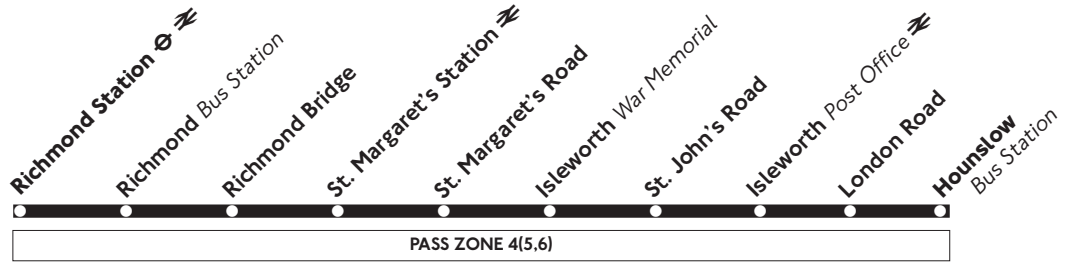 Richmond Station
Richmond Bus Station
Richmond Bridge
St. Margaret's Station
St. Margaret's Road
Isleworth War Memorial
St. John's Road
Isleworth Post Office
London Road
Hounslow
Bus Station
PASS ZONE 4(5,6)